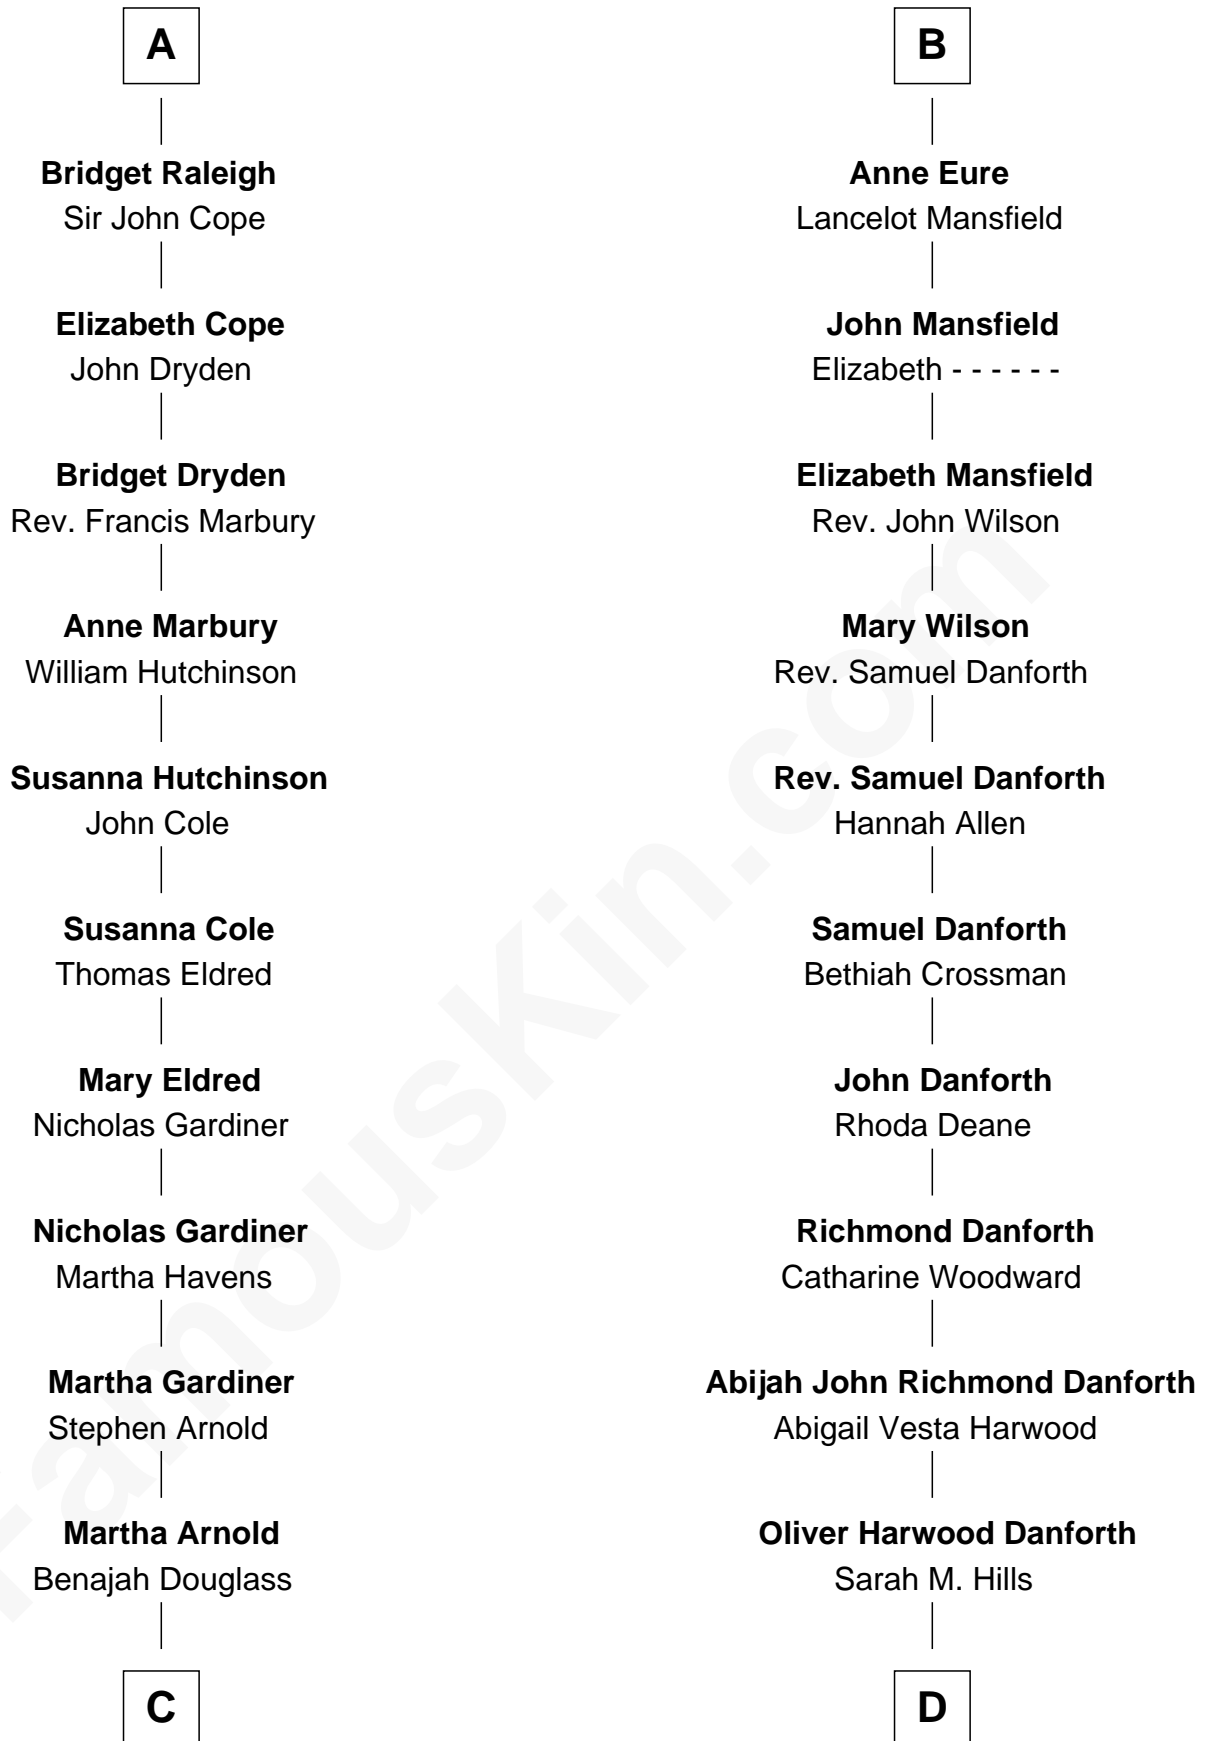 A
Bridget Raleigh
Sir John Cope
Elizabeth Cope
John Dryden
Bridget Dryden
Rev. Francis Marbury
Anne Marbury
William Hutchinson
Susanna Hutchinson
John Cole
Susanna Cole
Thomas Eldred
Mary Eldred
Nicholas Gardiner
Nicholas Gardiner
Martha Havens
Martha Gardiner
Stephen Arnold
Martha Arnold
Benajah Douglass
C
B
Anne Eure
Lancelot Mansfield
John Mansfield
Elizabeth - - - - - -
Elizabeth Mansfield
Rev. John Wilson
Mary Wilson
Rev. Samuel Danforth
Rev. Samuel Danforth
Hannah Allen
Samuel Danforth
Bethiah Crossman
John Danforth
Rhoda Deane
Richmond Danforth
Catharine Woodward
Abijah John Richmond Danforth
Abigail Vesta Harwood
Oliver Harwood Danforth
Sarah M. Hills
D
FamousKin.com